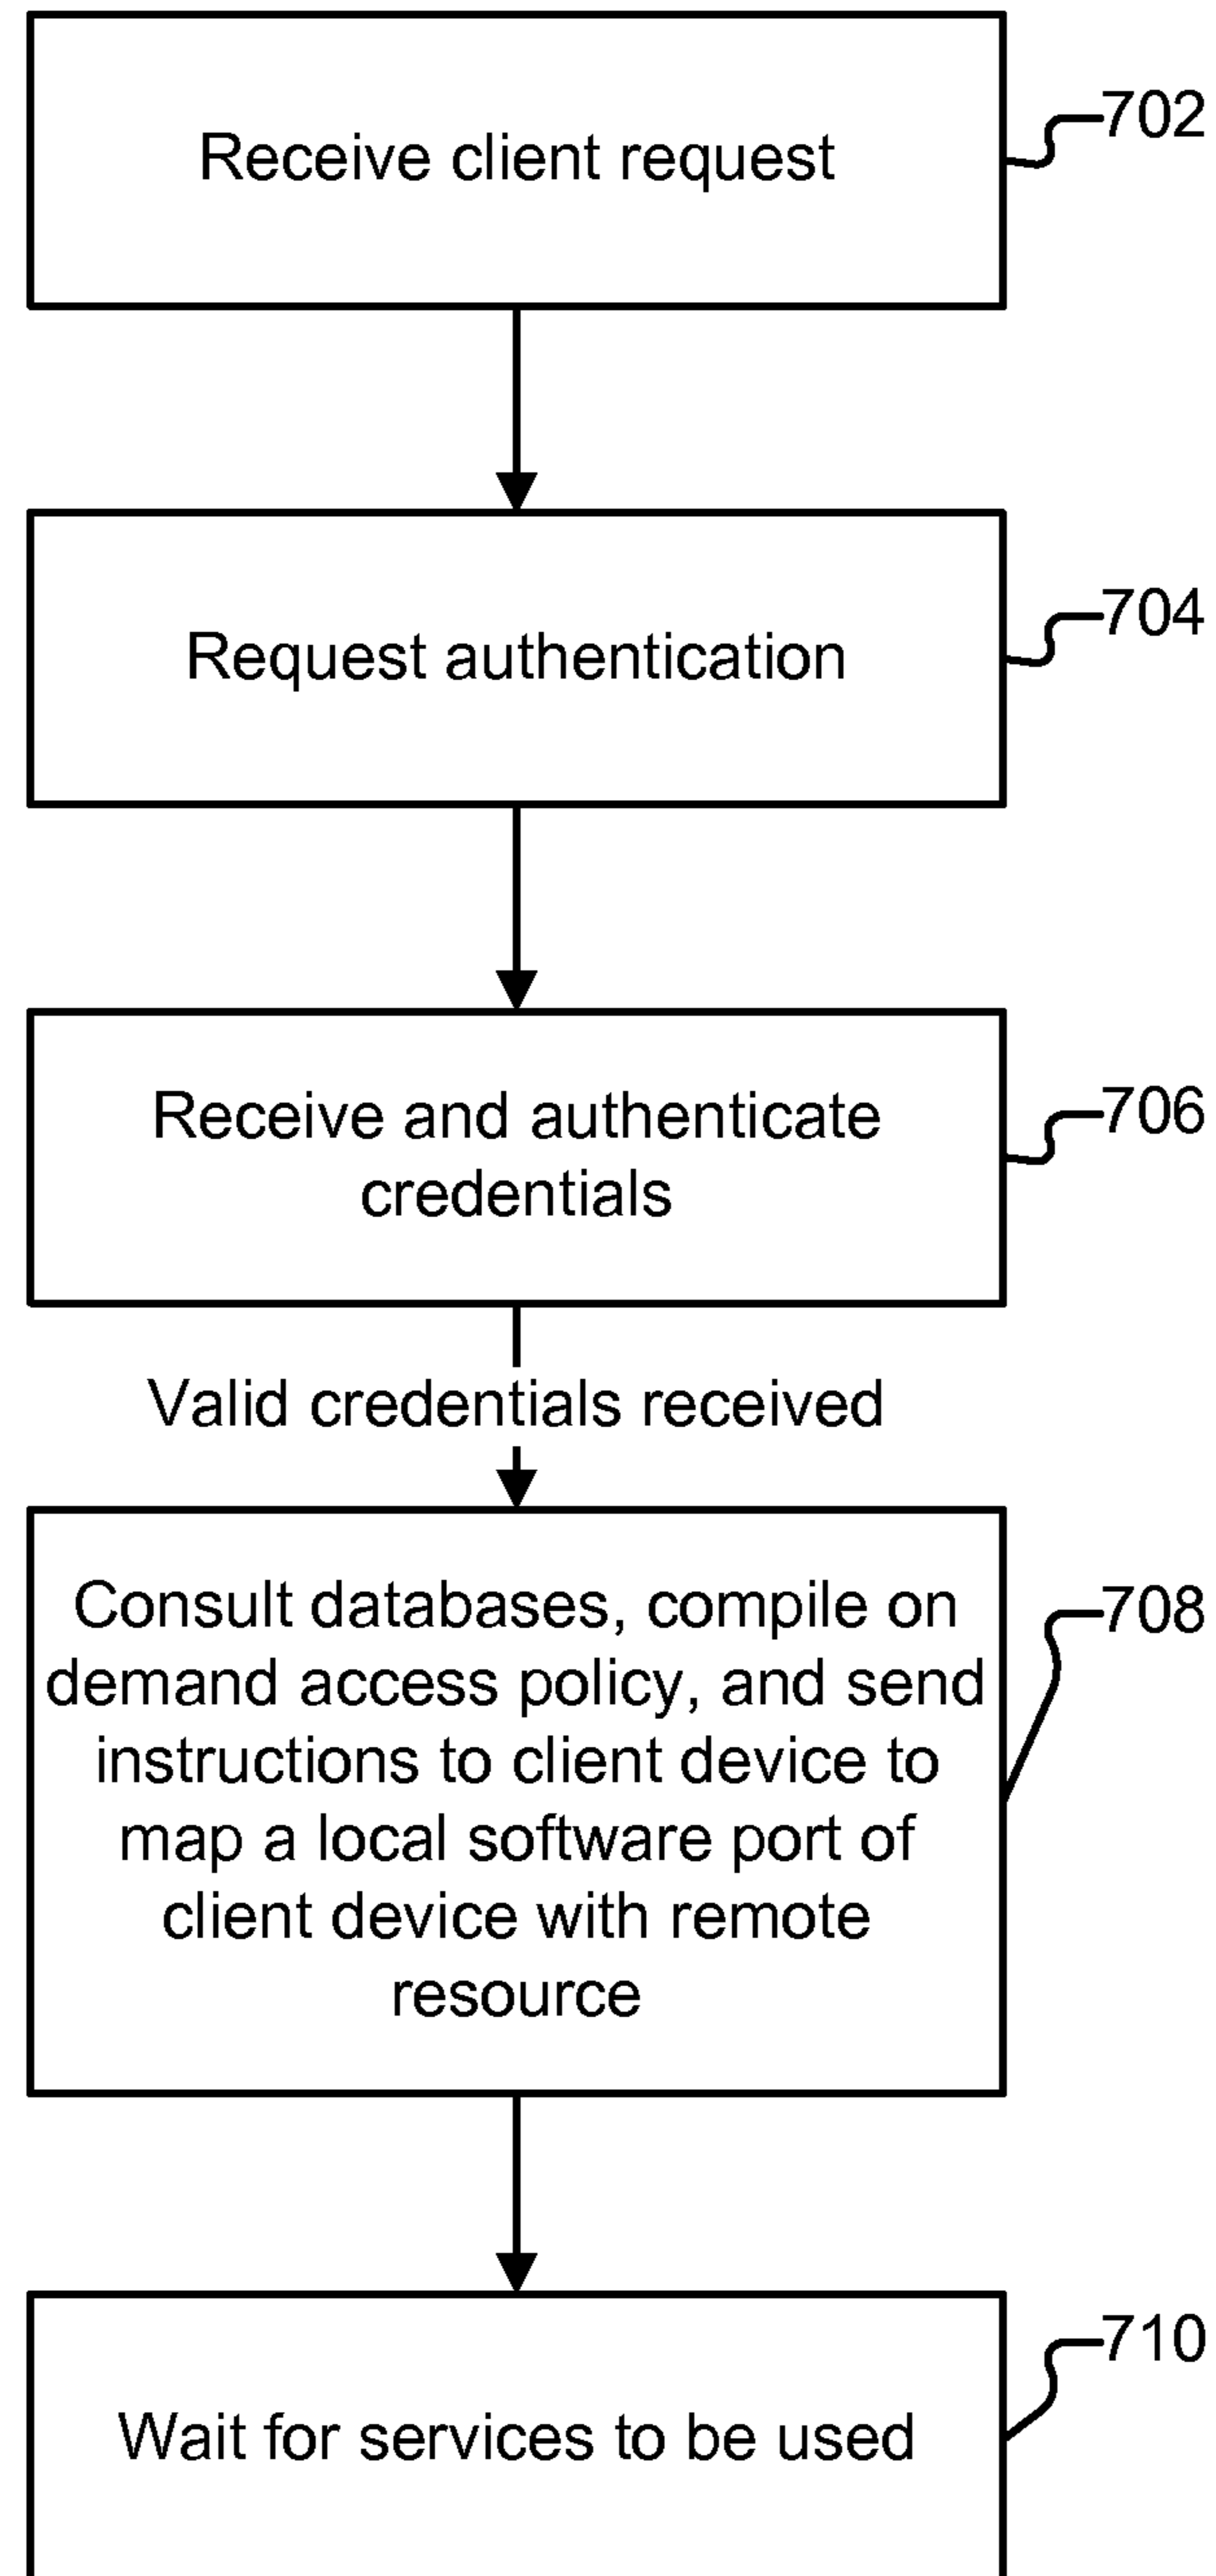 Receive client request
702
Request authentication
704
Receive and authenticate
credentials
706
Valid credentials received
Consult databases, compile on
demand access policy, and send
instructions to client device to
map a local software port of
client device with remote
resource
708
Wait for services to be used
710